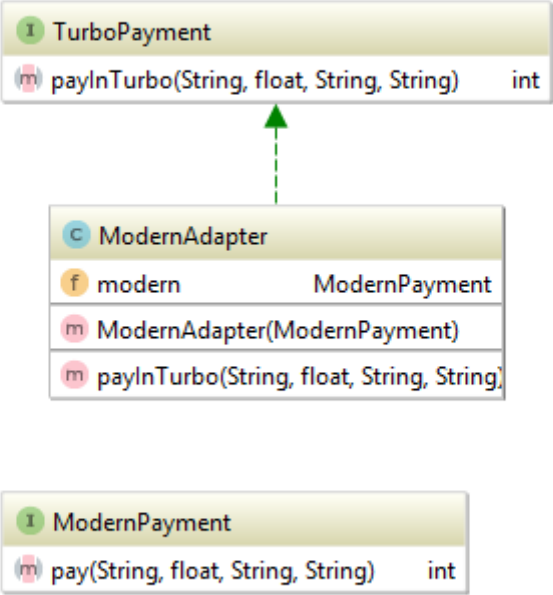 I TurboPayment
m payInTurbo(String, float, String, String) int
c ModernAdapter
f modern ModernPayment
m ModernAdapter(ModernPayment)
m payInTurbo(String, float, String, String)
I ModernPayment
m pay(String, float, String, String) int